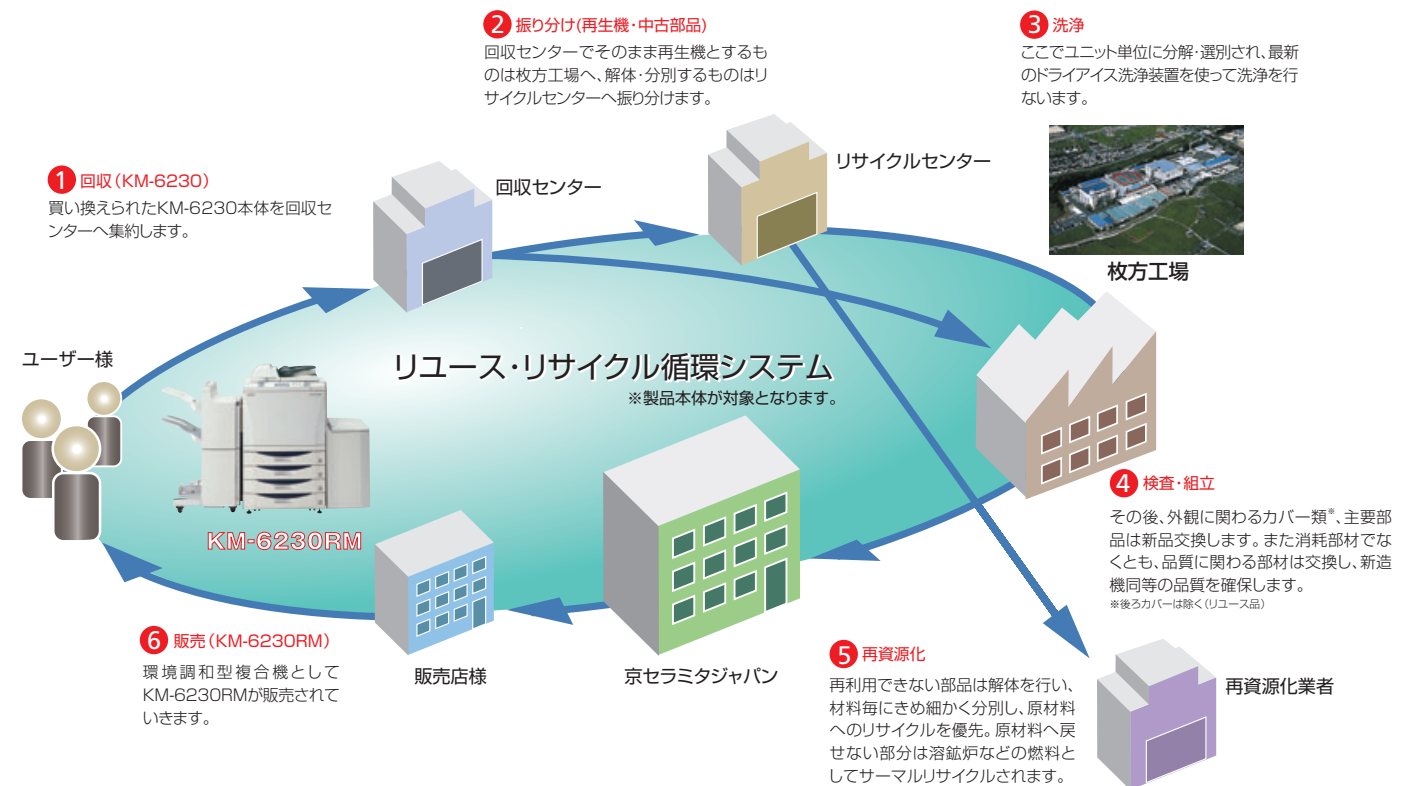 ❷ 振り分け(再生機・中古部品)
回収センターでそのまま再生機とするも
のは枚方工場へ、解体・分別するものはリ
サイクルセンターへ振り分けます。
❸ 洗浄
ここでユニット単位に分解・選別され、最新
のドライアイス洗浄装置を使って洗浄を行
ないます。
❶ 回収(KM-6230)
買い換えられたKM-6230本体を回収セ
ンターへ集約します。
回収センター
リサイクルセンター
枚方工場
ユーザー様
リユース・リサイクル循環システム
※製品本体が対象となります。
KM-6230RM
❹ 検査・組立
その後、外観に関わるカバー類※、主要部
品は新品交換します。また消耗部材でな
くとも、品質に関わる部材は交換し、新造
機同等の品質を確保します。
※後ろカバーは除く(リユース品)
❻ 販売(KM-6230RM)
環境調和型複合機として
KM-6230RMが販売されて
いきます。
販売店様
京セラミタジャパン
❺ 再資源化
再利用できない部品は解体を行い、
材料毎にきめ細かく分別し、原材料
へのリサイクルを優先。原材料へ戻
せない部分は溶鉱炉などの燃料と
してサーマルリサイクルされます。
再資源化業者